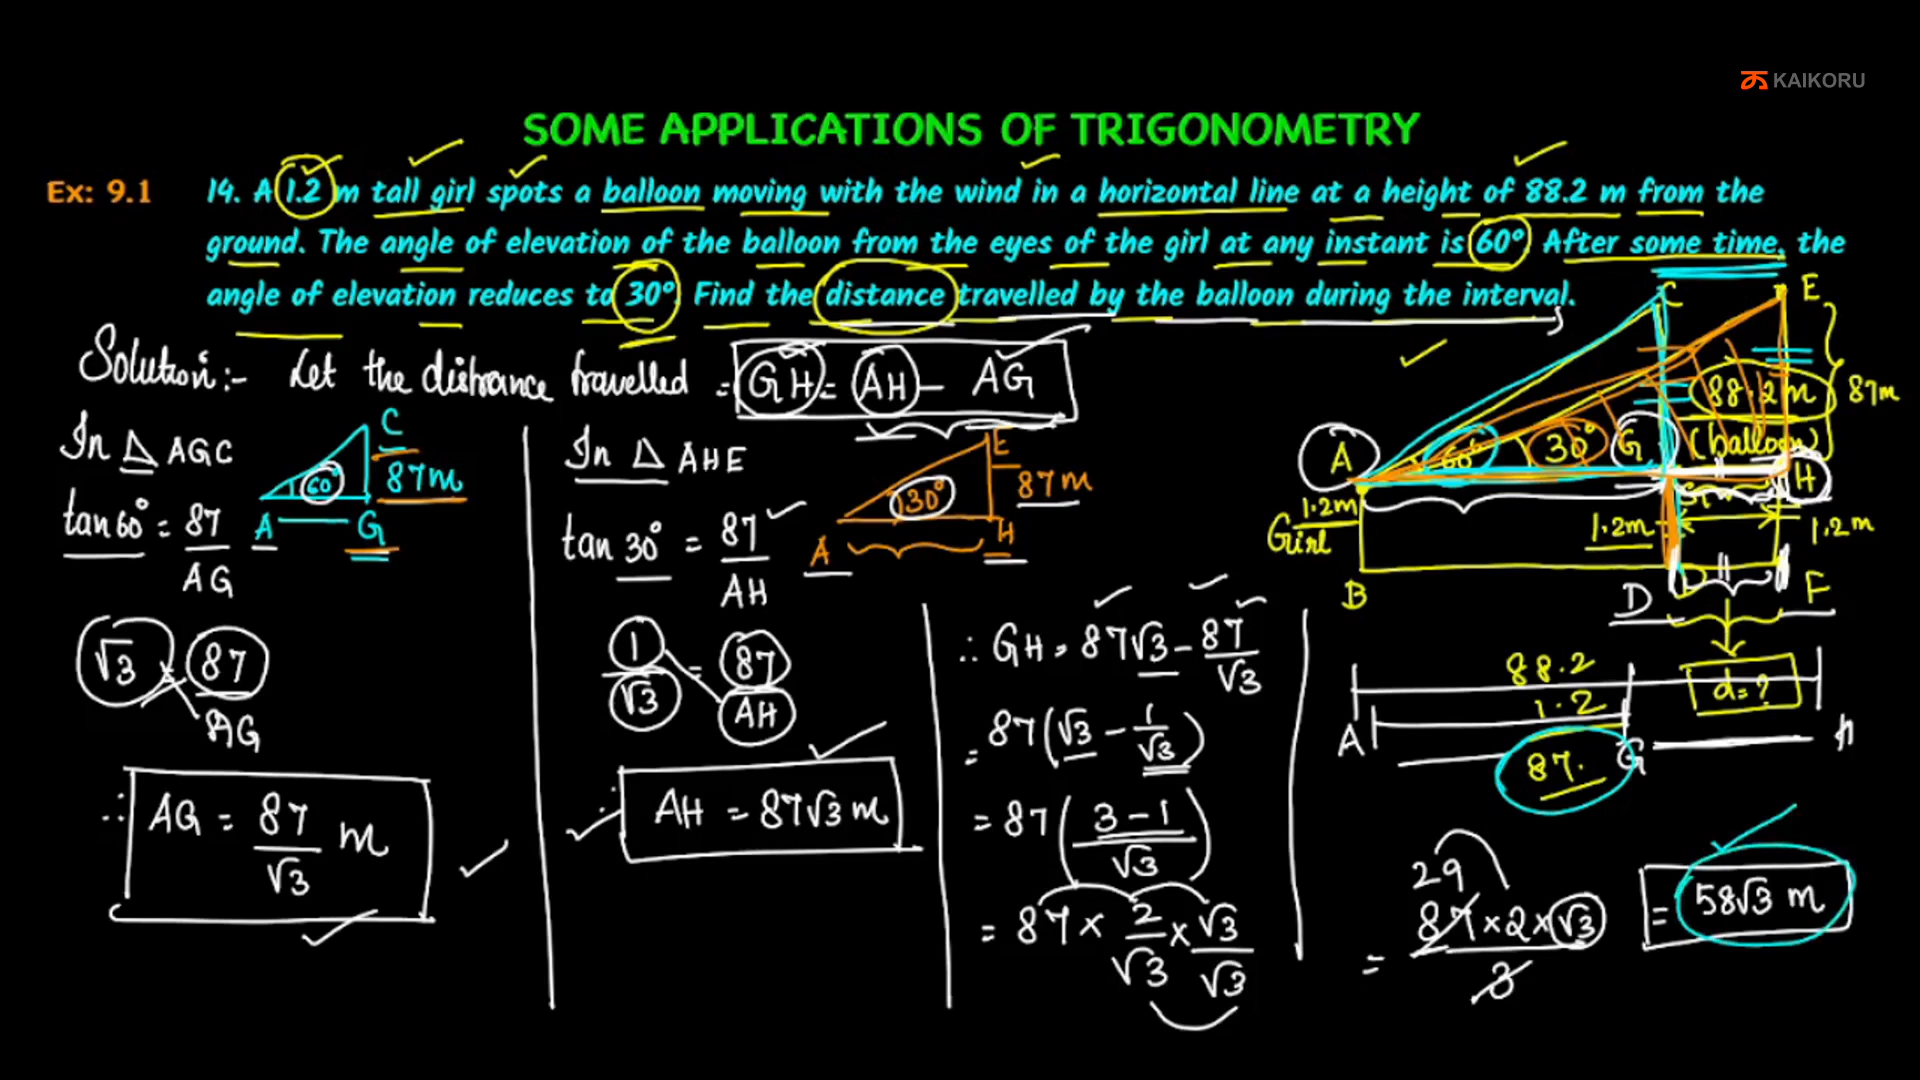 KAIKORU
SOME APPLICATIONS OF TRIGONOMETRY
Ex: 9.1 14. A 1.2 m tall girl spots a balloon moving with the wind in a horizontal line at a height of 88.2 m from the
ground. The angle of elevation of the balloon from the eyes of the girl at any instant is 60° After some time, the
angle of elevation reduces to 30°. Find the distance travelled by the balloon during the interval.
Solution:- Let the distance travelled = GH = AH - AG
In △ AGC
tan 60° = 87/AG
√3 = 87/AG
∴ AG = 87/√3 m
C
60°
87m
A G
In △ AHE
tan 30° = 87/AH
1/√3 = 87/AH
∴ AH = 87√3 m
E
30°
87m
A H
∴ GH = 87√3 - 87/√3
= 87(√3 - 1/√3)
= 87(3-1/√3)
= 87 × 2/√3 × √3/√3
C E
88.2m 87m
A 60° 30° G (balloon) H
1.2m
Girl 1.2m 1.2m
B D F
88.2 d=?
1.2
A G H
87.
29
= 87×2×√3/3
= 58√3 m